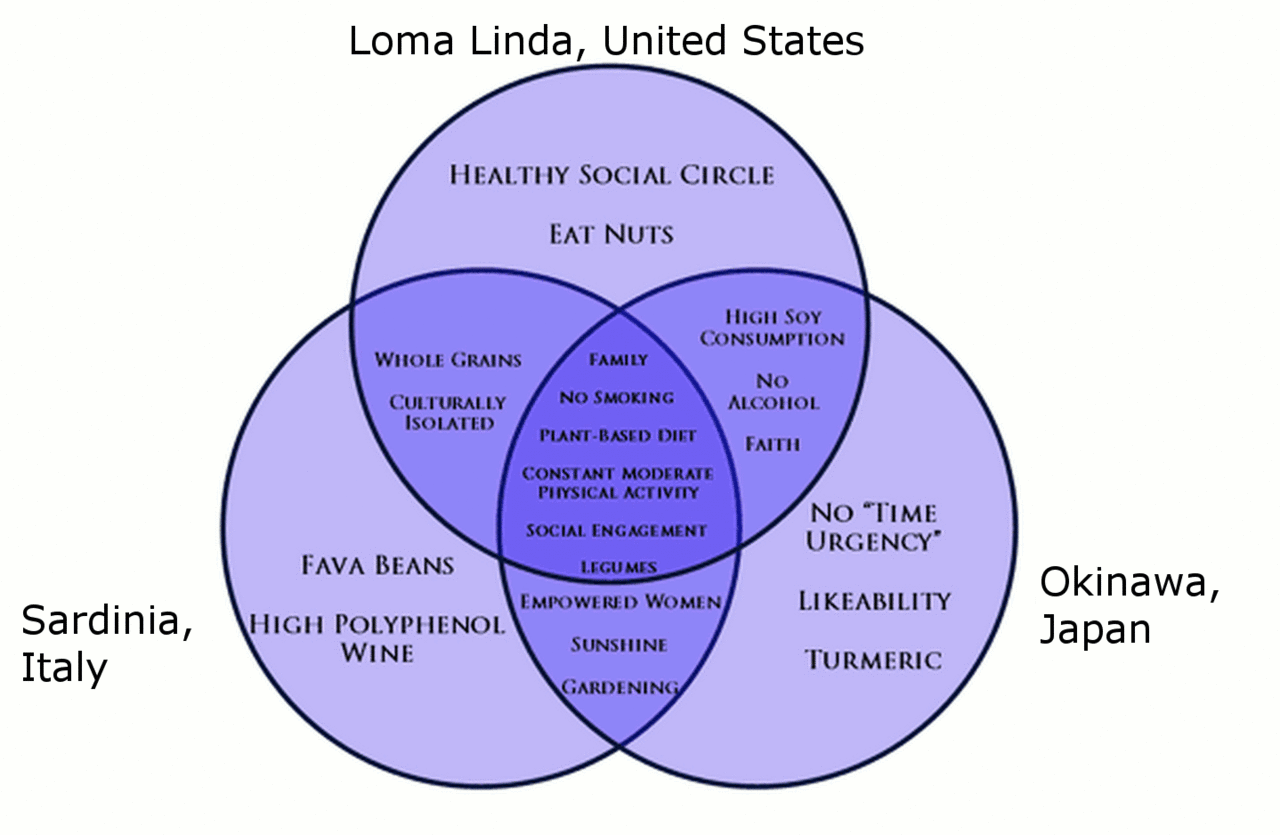 Loma Linda, United States
Healthy Social Circle
Eat Nuts
Whole Grains
Culturally
Isolated
Family
No Smoking
Plant-Based Diet
Constant Moderate
Physical Activity
Social Engagement
Legumes
High Soy
Consumption
No
Alcohol
Faith
Fava Beans
High Polyphenol
Wine
Empowered Women
Sunshine
Gardening
No “Time
Urgency”
Likeability
Turmeric
Sardinia,
Italy
Okinawa,
Japan